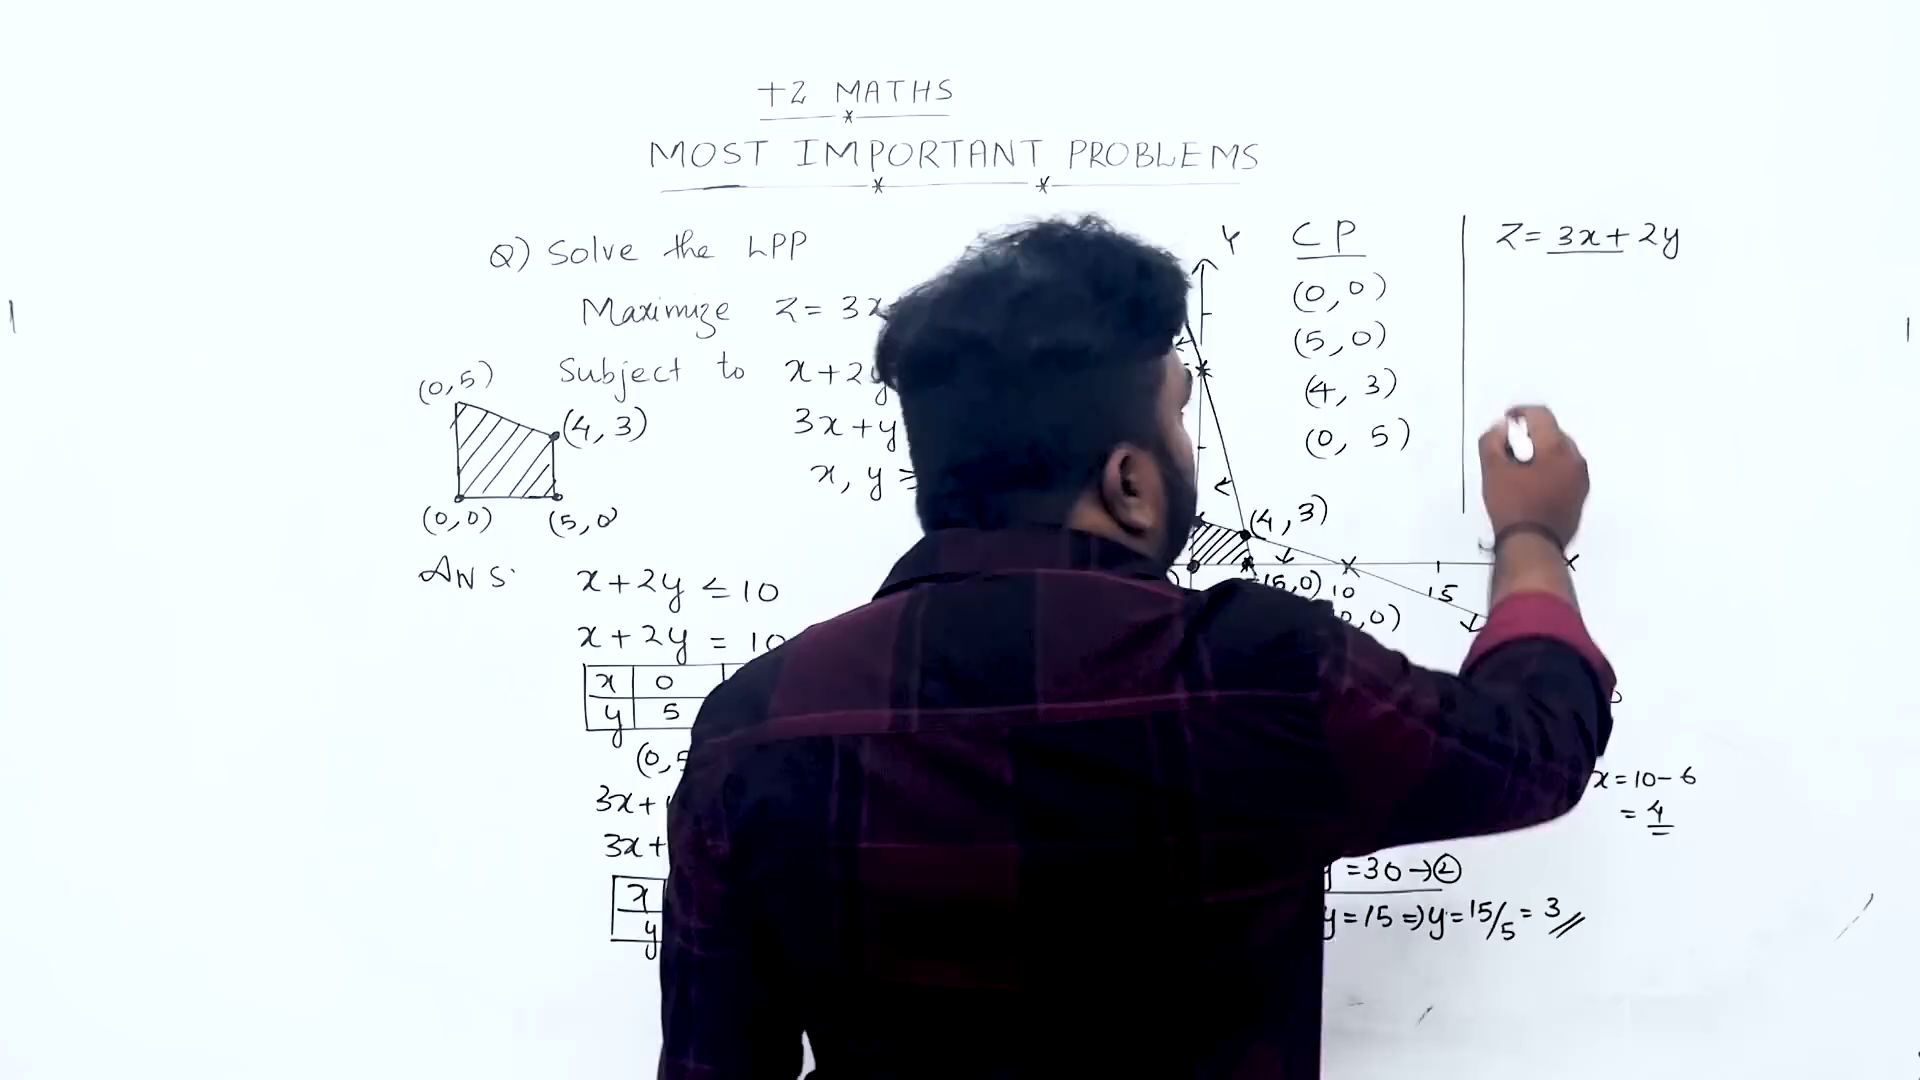 +2 MATHS
MOST IMPORTANT PROBLEMS
Q) Solve the LPP
Maximize Z = 3x
Subject to x+2y
3x+y
x, y ≥
(0,5)
(4, 3)
(0,0) (5,0)
ANS:
x+2y ≤ 10
x+2y = 10
x 0
y 5
(0,5
3x+
3x+
x
y
Y
(4,3)
(5,0) 10 15
,0)
C P
(0,0)
(5,0)
(4, 3)
(0, 5)
Z= 3x+ 2y
x = 10- 6
= 4
y =30 → ②
y=15 ⇒ y=15/5 = 3